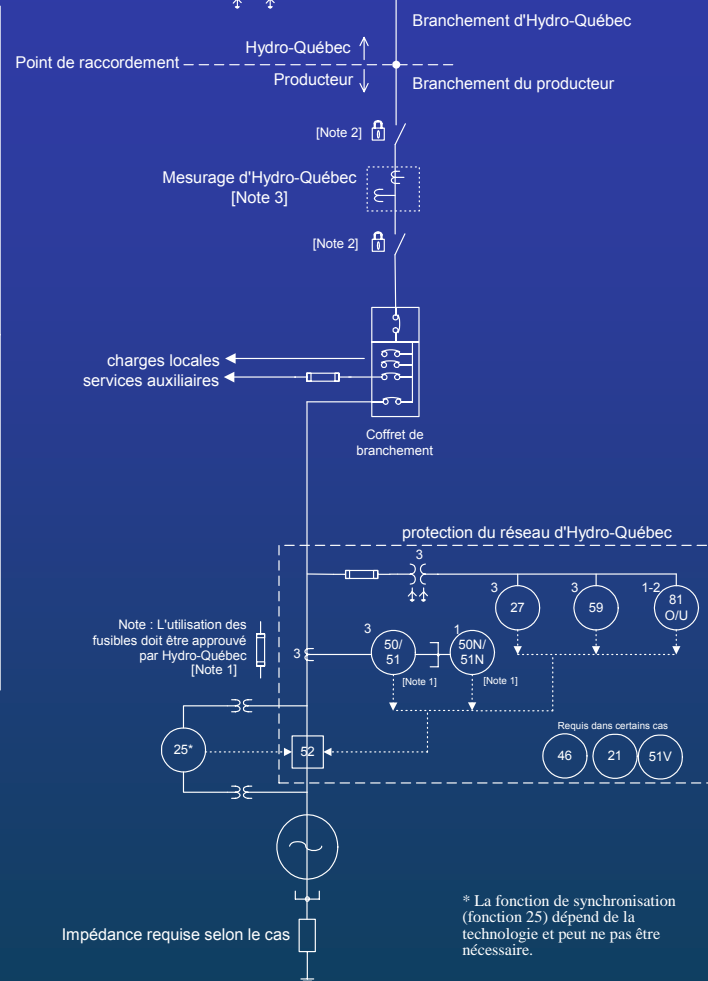 Branchement d'Hydro-Québec
Hydro-Québec
Point de raccordement
Producteur
Branchement du producteur
[Note 2]
Mesurage d'Hydro-Québec
[Note 3]
[Note 2]
charges locales
services auxiliaires
Coffret de
branchement
protection du réseau d'Hydro-Québec
3
3
27
3
59
1-2
81
O/U
Note : L'utilisation des
fusibles doit être approuvé
par Hydro-Québec
[Note 1]
3
3
50/
51
[Note 1]
1
50N/
51N
[Note 1]
Requis dans certains cas
46
21
51V
25*
52
* La fonction de synchronisation
(fonction 25) dépend de la
technologie et peut ne pas être
nécessaire.
Impédance requise selon le cas